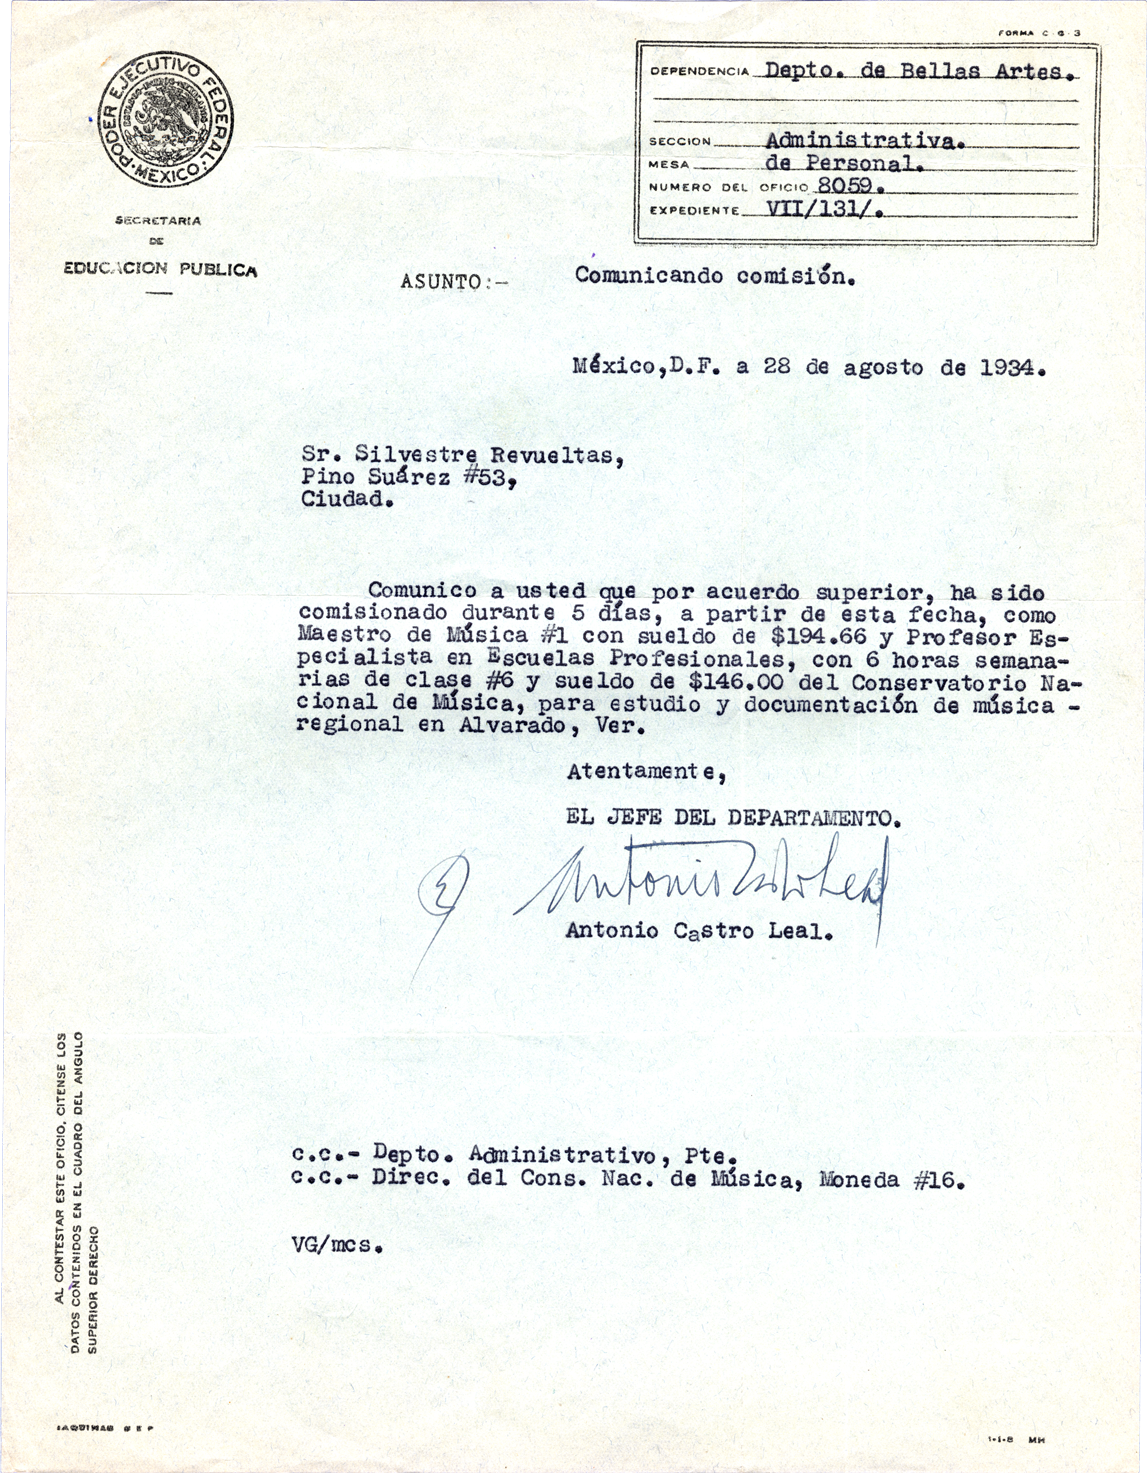 FORMA C-G-3
PODER EJECUTIVO FEDERAL
MEXICO
ESTADOS UNIDOS MEXICANOS
SECRETARIA
DE
EDUCACION PUBLICA
DEPENDENCIA Depto. de Bellas Artes.
SECCION Administrativa.
MESA de Personal.
NUMERO DEL OFICIO 8059.
EXPEDIENTE VII/131/.
ASUNTO:- Comunicando comisión.
México,D.F. a 28 de agosto de 1934.
Sr. Silvestre Revueltas,
Pino Suárez #53,
Ciudad.
Comunico a usted que por acuerdo superior, ha sido
comisionado durante 5 días, a partir de esta fecha, como
Maestro de Música #1 con sueldo de $194.66 y Profesor Es-
pecialista en Escuelas Profesionales, con 6 horas semana-
rias de clase #6 y sueldo de $146.00 del Conservatorio Na-
cional de Música, para estudio y documentación de música -
regional en Alvarado, Ver.
Atentamente,
EL JEFE DEL DEPARTAMENTO.
Antonio Castro Leal
Antonio Castro Leal.
c.c.- Depto. Administrativo, Pte.
c.c.- Direc. del Cons. Nac. de Música, Moneda #16.
VG/mcs.
AL CONTESTAR ESTE OFICIO, CITENSE LOS
DATOS CONTENIDOS EN EL CUADRO DEL ANGULO
SUPERIOR DERECHO
MAQUINAS S E P
1-1-8 MH